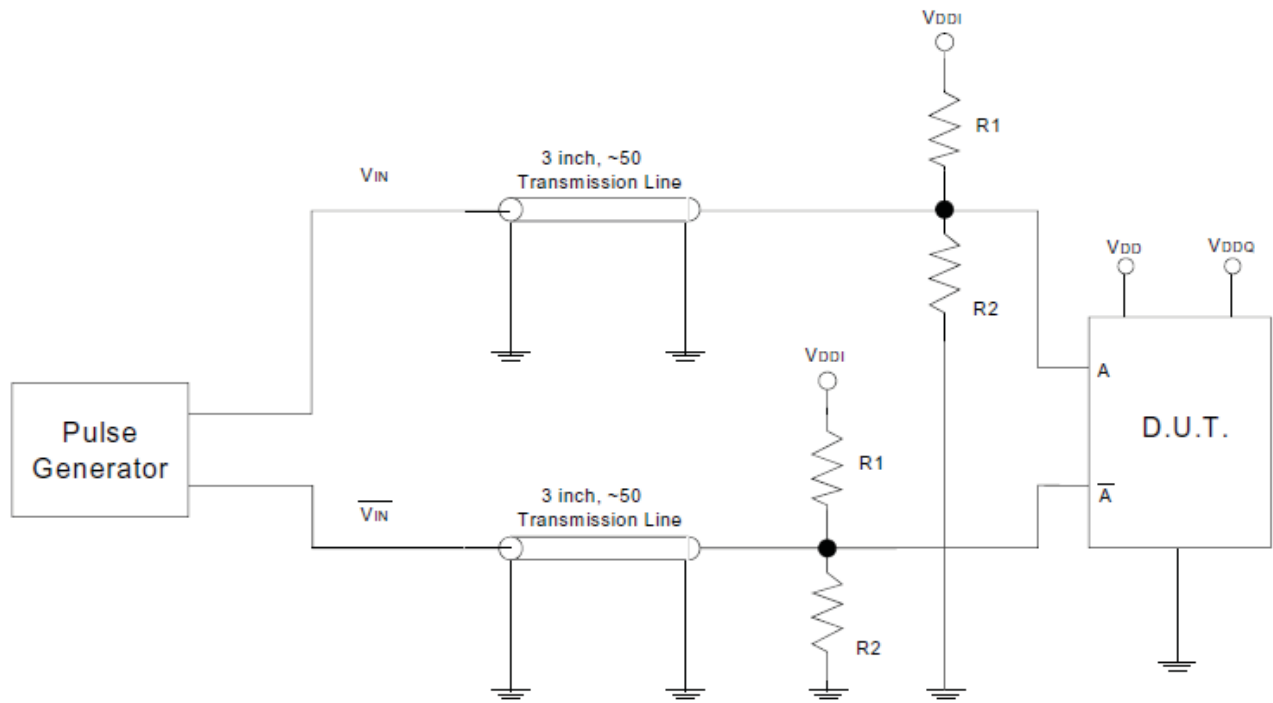 VDDI
R1
3 inch, ~50
Transmission Line
VIN
R2
VDD
VDDQ
VDDI
A
D.U.T.
Pulse
Generator
R1
3 inch, ~50
Transmission Line
V̅I̅N̅
A̅
R2